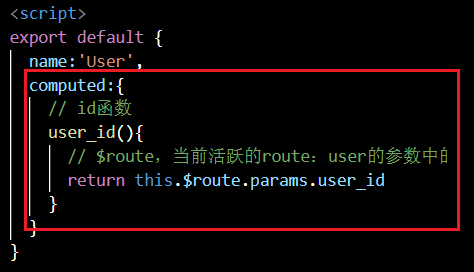 <script>
export default {
name:'User',
computed:{
// id函数
user_id(){
// $route，当前活跃的route：user的参数中的
return this.$route.params.user_id
}
}
}